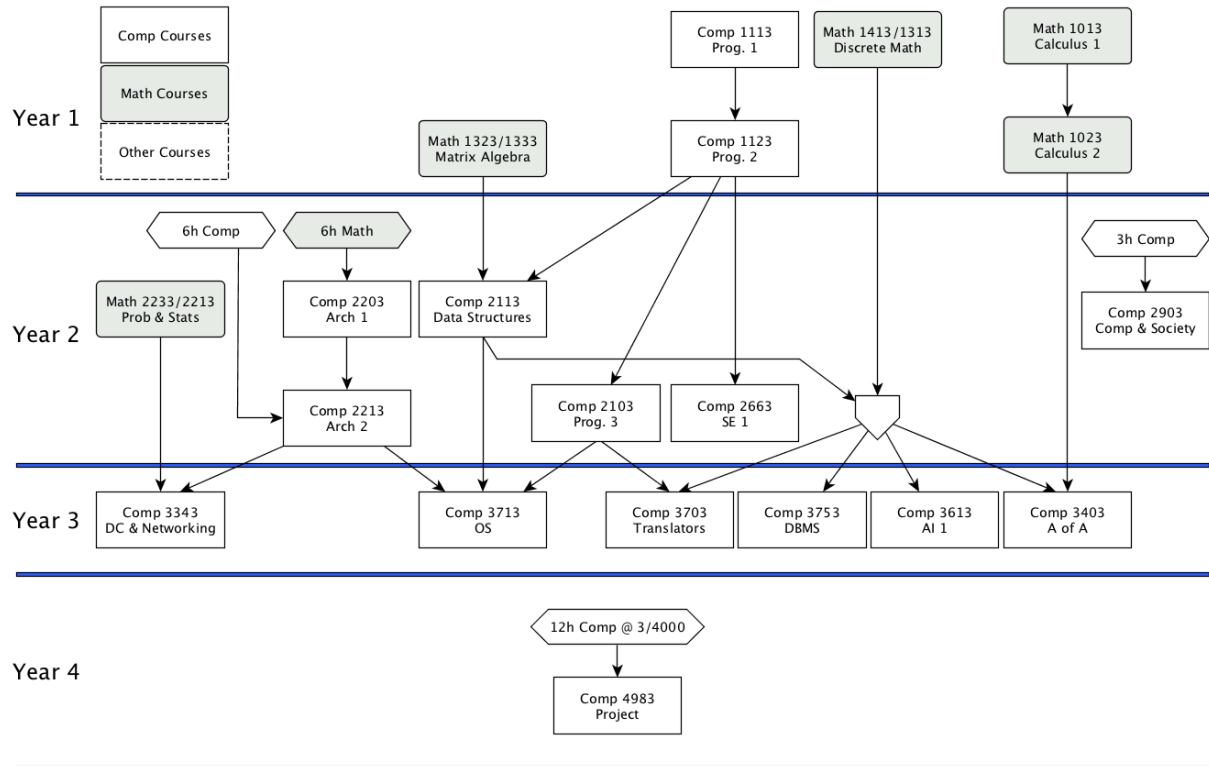 Comp Courses
Math Courses
Other Courses
Year 1
Comp 1113
Prog. 1
Math 1413/1313
Discrete Math
Math 1013
Calculus 1
Math 1323/1333
Matrix Algebra
Comp 1123
Prog. 2
Math 1023
Calculus 2
Year 2
6h Comp
6h Math
3h Comp
Math 2233/2213
Prob & Stats
Comp 2203
Arch 1
Comp 2113
Data Structures
Comp 2903
Comp & Society
Comp 2213
Arch 2
Comp 2103
Prog. 3
Comp 2663
SE 1
Year 3
Comp 3343
DC & Networking
Comp 3713
OS
Comp 3703
Translators
Comp 3753
DBMS
Comp 3613
AI 1
Comp 3403
A of A
Year 4
12h Comp @ 3/4000
Comp 4983
Project